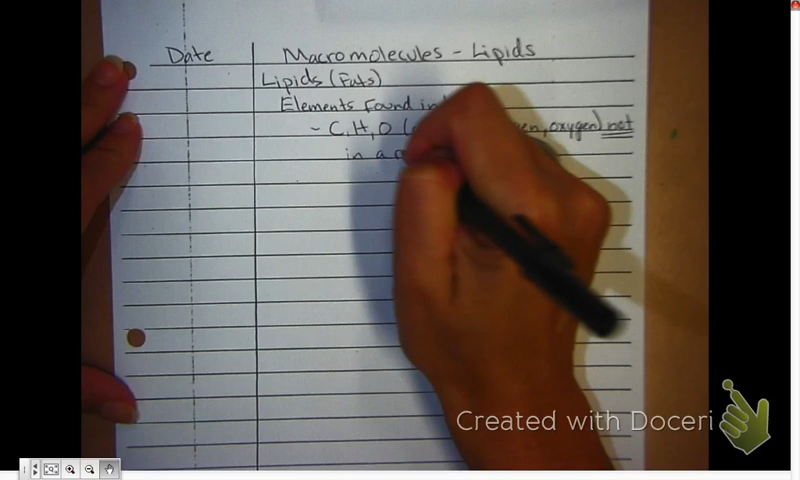 Date Macromolecules - Lipids
Lipids (Fats)
Elements Found in
- C, H, O (oxygen) not
in a
Created with Doceri